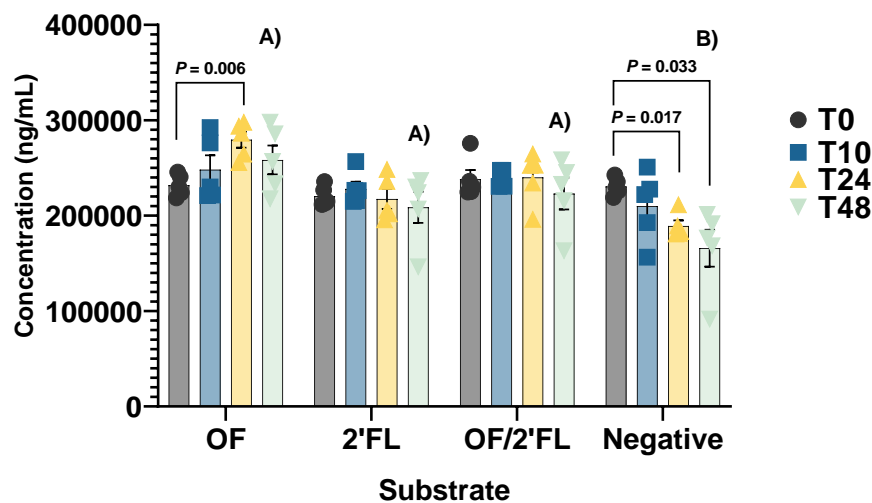 400000
300000
200000
100000
0
Concentration (ng/mL)
A)
P = 0.006
A)
A)
B)
P = 0.033
P = 0.017
T0
T10
T24
T48
OF
2'FL
OF/2'FL
Negative
Substrate